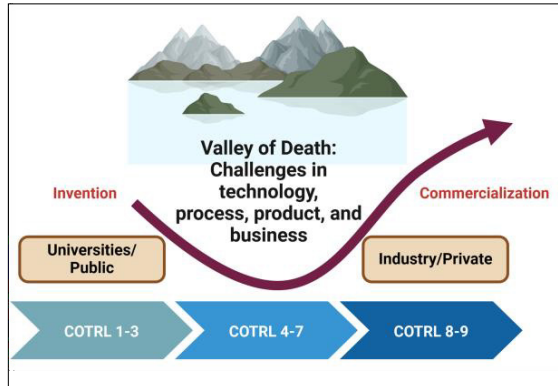 Valley of Death:
Challenges in
technology,
process, product, and
business
Invention
Commercialization
Universities/
Public
Industry/Private
COTRL 1-3
COTRL 4-7
COTRL 8-9